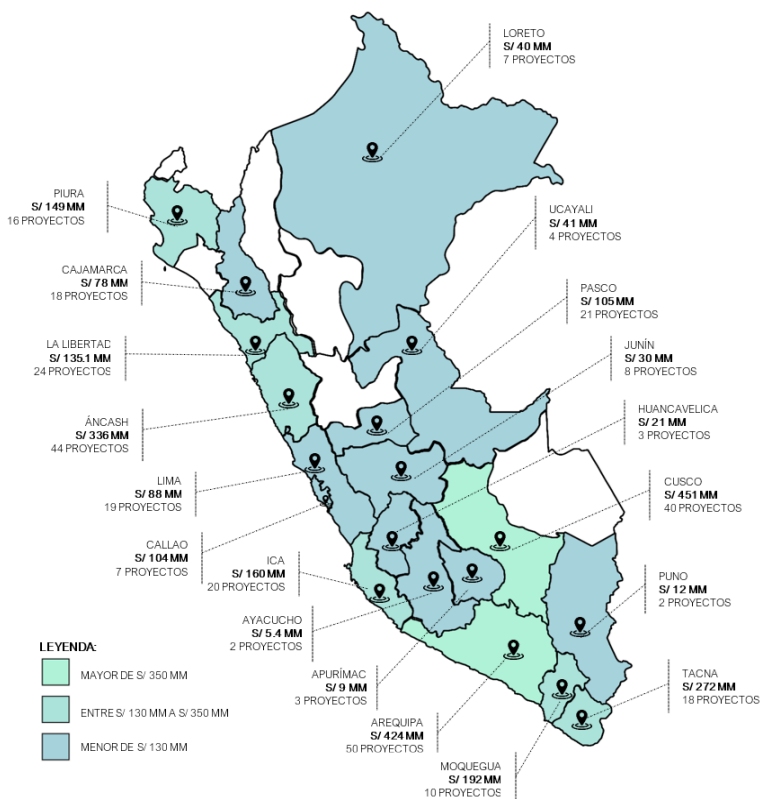 LORETO
S/ 40 MM
7 PROYECTOS
PIURA
S/ 149 MM
16 PROYECTOS
UCAYALI
S/ 41 MM
4 PROYECTOS
CAJAMARCA
S/ 78 MM
18 PROYECTOS
PASCO
S/ 105 MM
21 PROYECTOS
LA LIBERTAD
S/ 135.1 MM
24 PROYECTOS
JUNÍN
S/ 30 MM
8 PROYECTOS
ÁNCASH
S/ 336 MM
44 PROYECTOS
HUANCAVELICA
S/ 21 MM
3 PROYECTOS
LIMA
S/ 88 MM
19 PROYECTOS
CUSCO
S/ 451 MM
40 PROYECTOS
CALLAO
S/ 104 MM
7 PROYECTOS
ICA
S/ 160 MM
20 PROYECTOS
PUNO
S/ 12 MM
2 PROYECTOS
AYACUCHO
S/ 5.4 MM
2 PROYECTOS
APURÍMAC
S/ 9 MM
3 PROYECTOS
TACNA
S/ 272 MM
18 PROYECTOS
AREQUIPA
S/ 424 MM
50 PROYECTOS
MOQUEGUA
S/ 192 MM
10 PROYECTOS
LEYENDA:
MAYOR DE S/ 350 MM
ENTRE S/ 130 MM A S/ 350 MM
MENOR DE S/ 130 MM